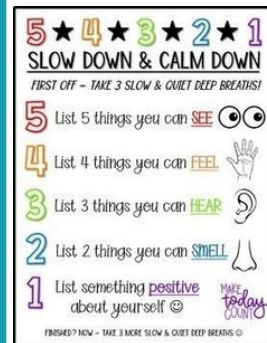 5 ★ 4 ★ 3 ★ 2 ★ 1
SLOW DOWN & CALM DOWN
FIRST OFF - TAKE 3 SLOW & QUIET DEEP BREATHS!
5 List 5 things you can SEE
4 List 4 things you can FEEL
3 List 3 things you can HEAR
2 List 2 things you can SMELL
1 List something positive
about yourself ☺
MAKE
today
COUNT
FINISHED? NOW - TAKE 3 MORE SLOW & QUIET DEEP BREATHS ☺